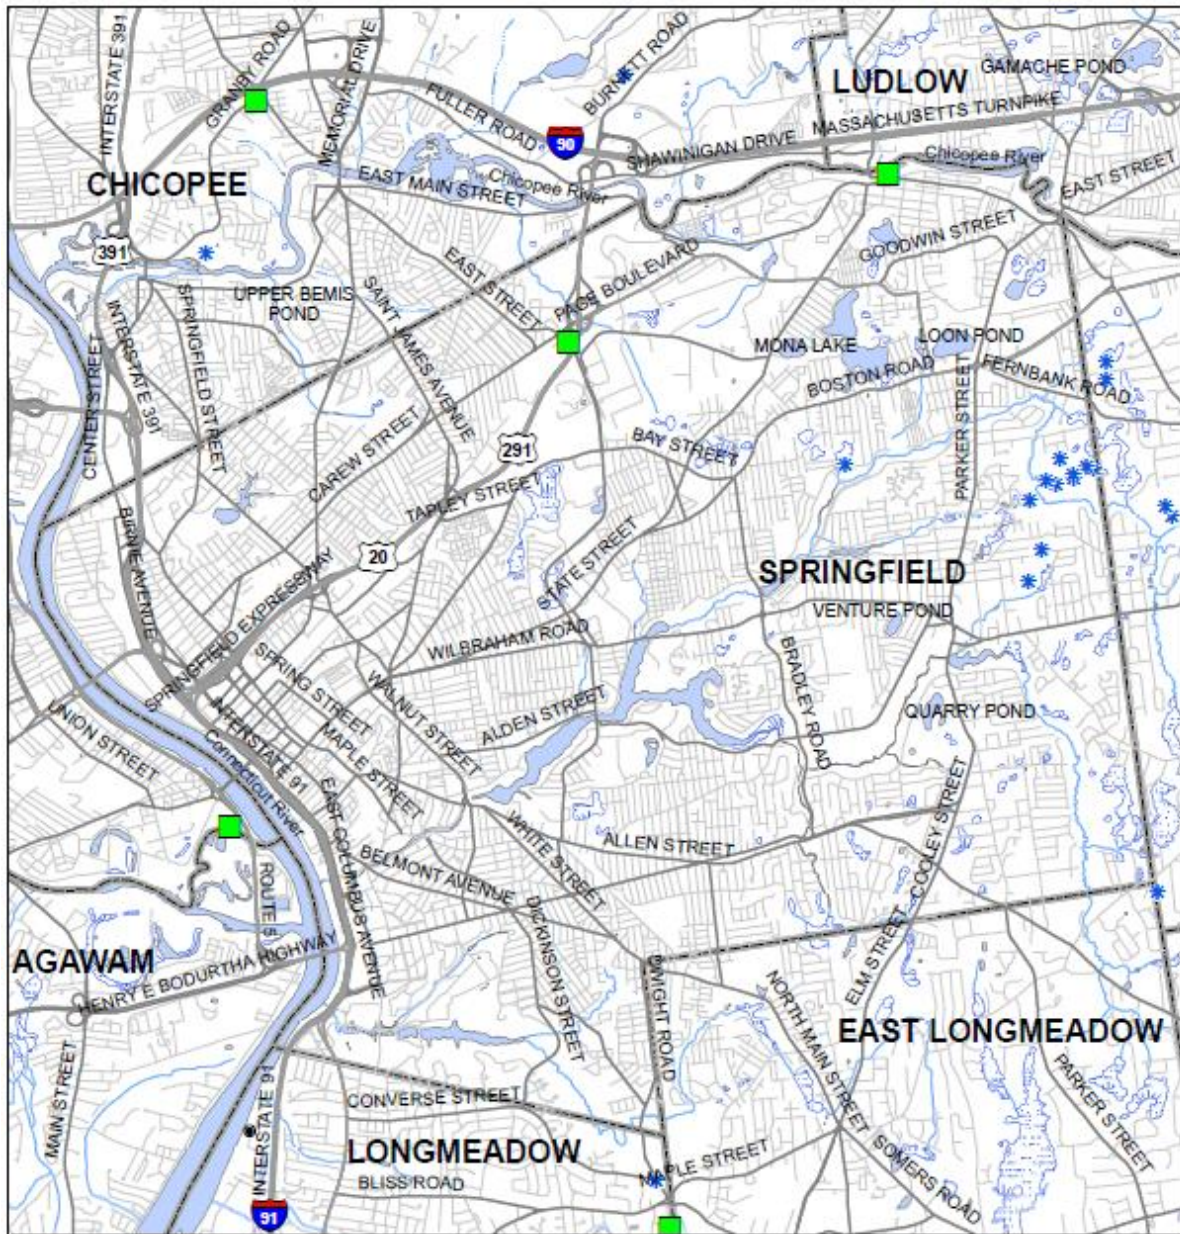 INTERSTATE 391
GRANBY ROAD
MEMORIAL DRIVE
BURNETT ROAD
LUDLOW
GAMACHE POND
FULLER ROAD
90
SHAWINIGAN DRIVE
MASSACHUSETTS TURNPIKE
CHICOPEE
EAST MAIN STREET
Chicopee River
Chicopee River
EAST STREET
391
GOODWIN STREET
EAST STREET
PAGE BOULEVARD
UPPER BEMIS
POND
SAINT JAMES AVENUE
SPRINGFIELD STREET
INTERSTATE 391
CENTER STREET
MONA LAKE
LOON POND
BOSTON ROAD
FERNBANK ROAD
PARKER STREET
CAREW STREET
291
BAY STREET
TAPLEY STREET
BIRNIE AVENUE
20
STATE STREET
SPRINGFIELD
VENTURE POND
SPRINGFIELD EXPRESSWAY
WILBRAHAM ROAD
SPRING STREET
WALNUT STREET
BRADLEY ROAD
UNION STREET
INTERSTATE 91
MAPLE STREET
ALDEN STREET
QUARRY POND
Connecticut River
EAST COLUMBUS AVENUE
WHITE STREET
ALLEN STREET
COOLEY STREET
BELMONT AVENUE
ROUTE 5
DICKINSON STREET
AGAWAM
HENRY E BODURTHA HIGHWAY
DWIGHT ROAD
NORTH MAIN STREET
ELM STREET
EAST LONGMEADOW
MAIN STREET
INTERSTATE 91
CONVERSE STREET
PARKER STREET
LONGMEADOW
MAPLE STREET
SOMERS ROAD
BLISS ROAD
91